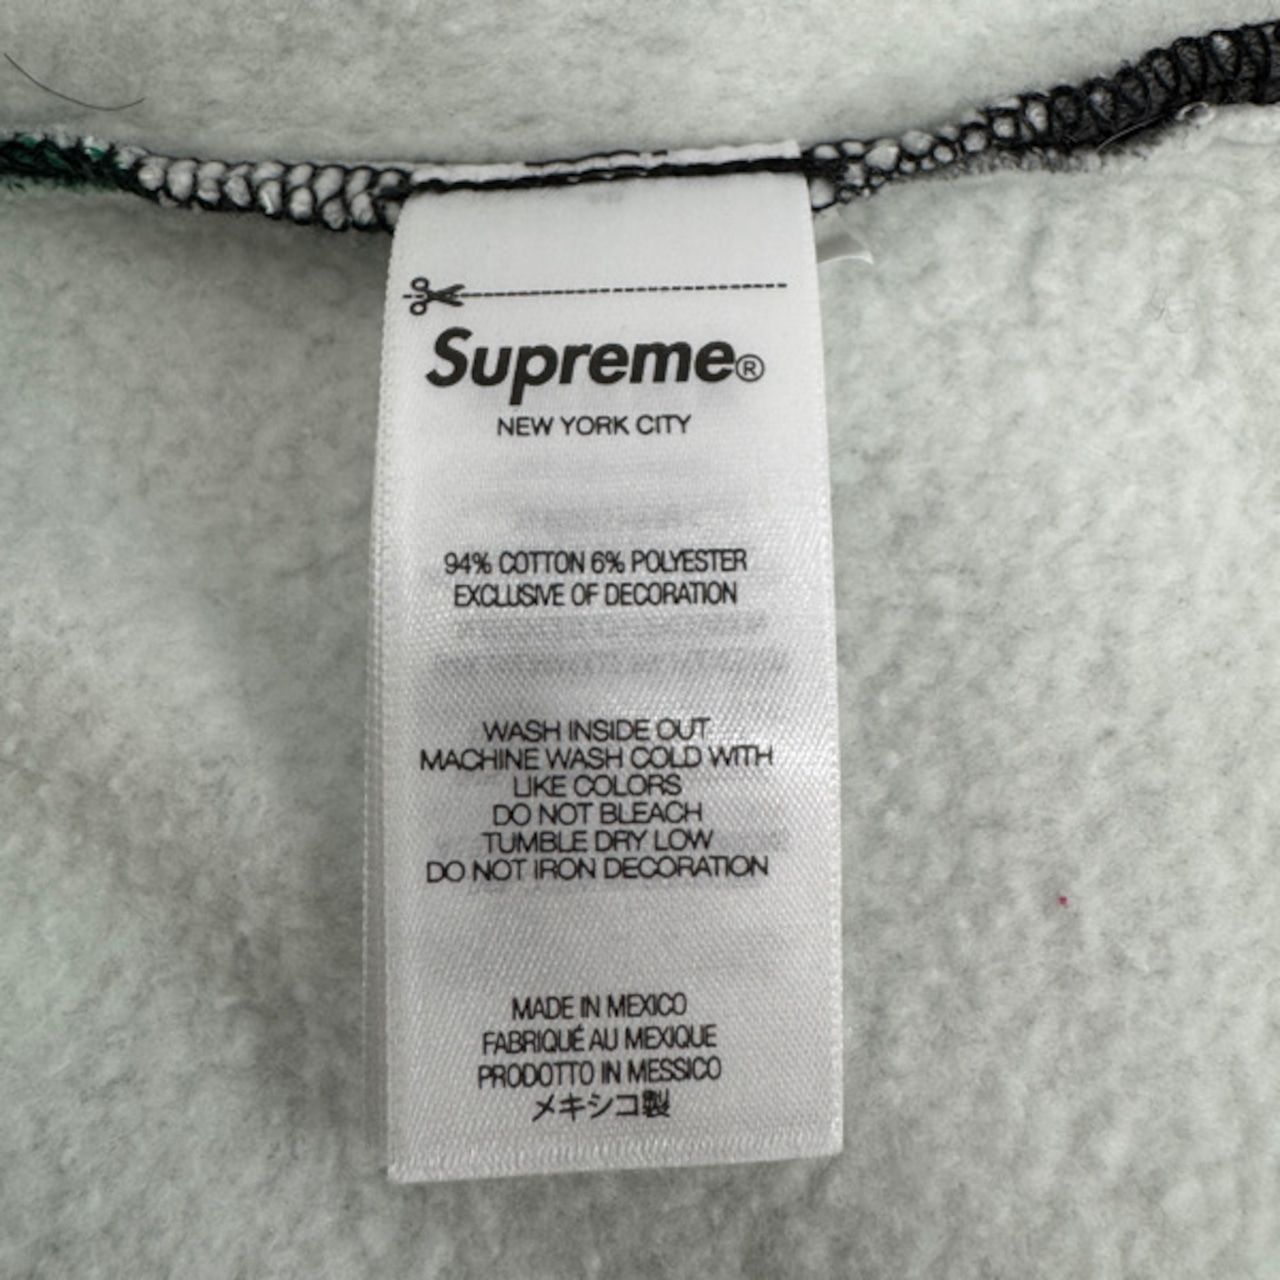 Supreme®
NEW YORK CITY
94% COTTON 6% POLYESTER
EXCLUSIVE OF DECORATION
WASH INSIDE OUT
MACHINE WASH COLD WITH
LIKE COLORS
DO NOT BLEACH
TUMBLE DRY LOW
DO NOT IRON DECORATION
MADE IN MEXICO
FABRIQUÉ AU MEXIQUE
PRODOTTO IN MESSICO
メキシコ製